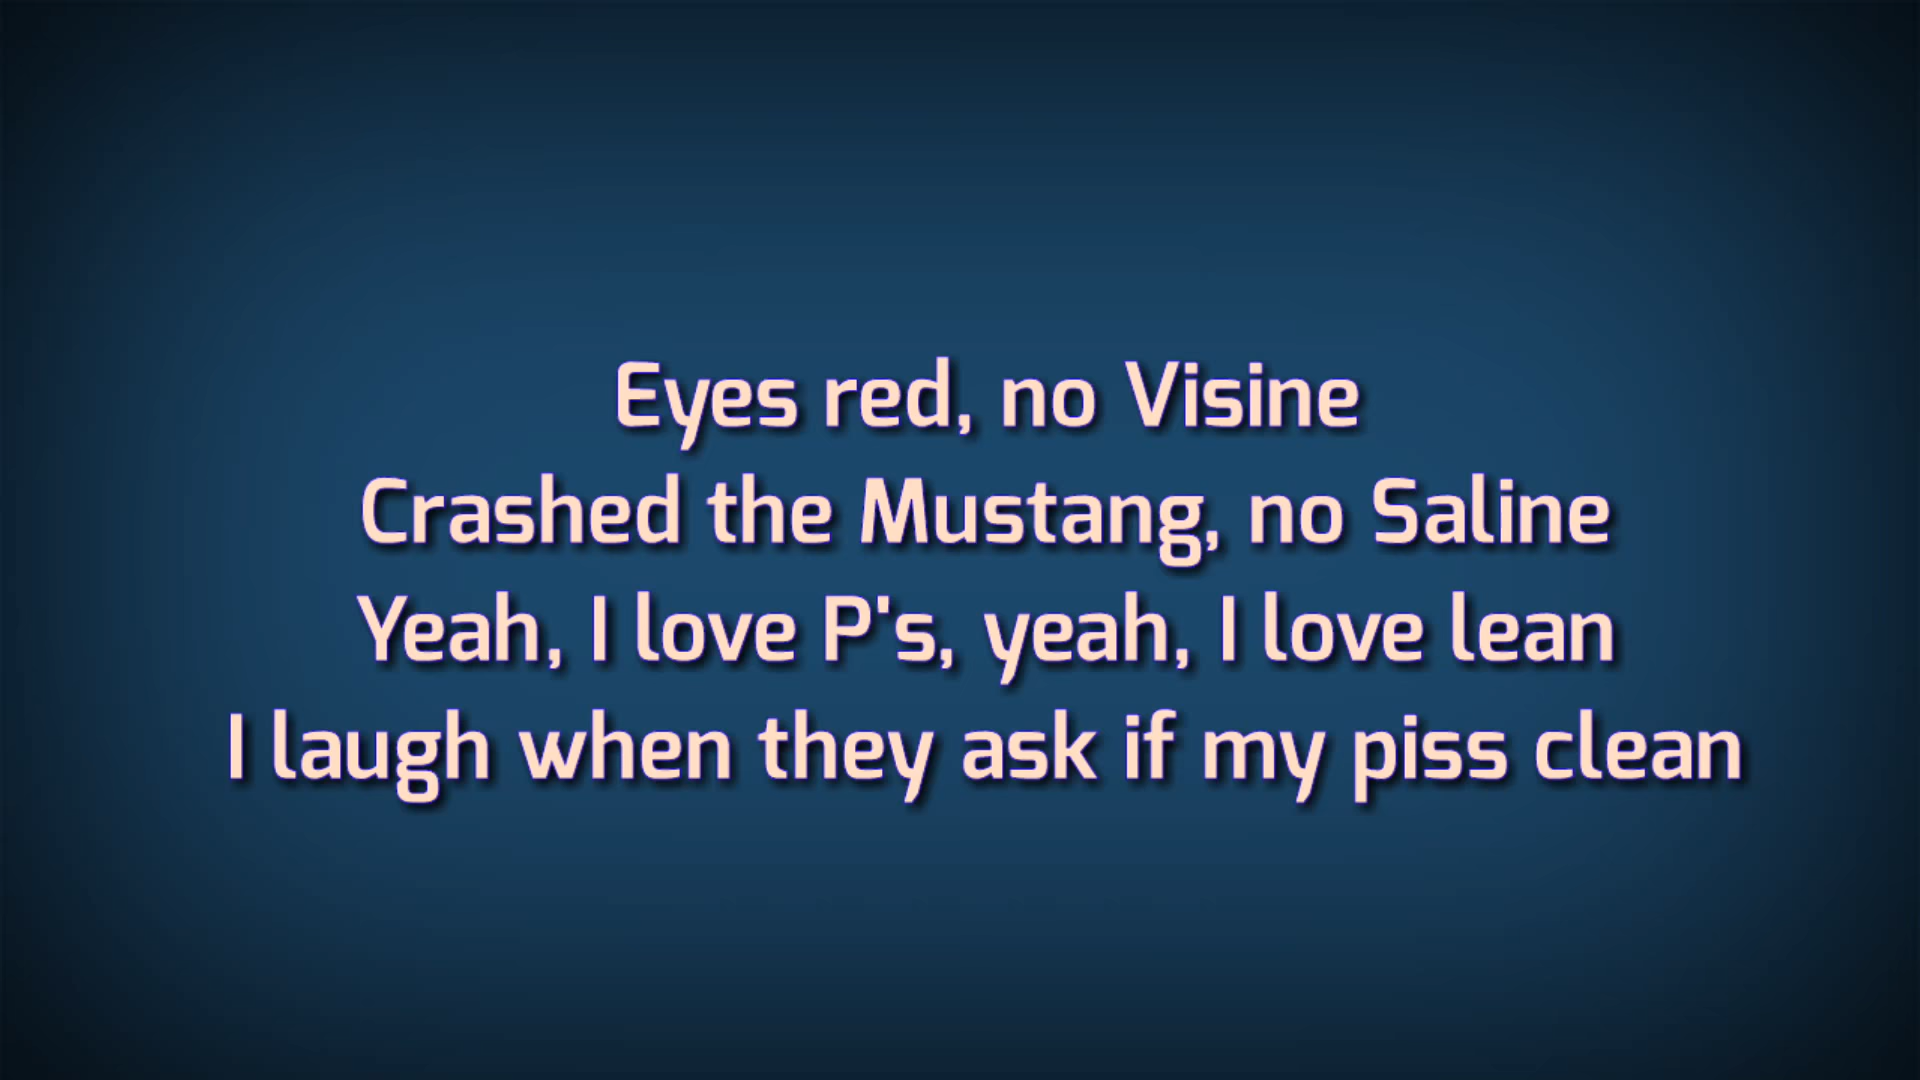 Eyes red, no Visine
Crashed the Mustang, no Saline
Yeah, I love P's, yeah, I love lean
I laugh when they ask if my piss clean